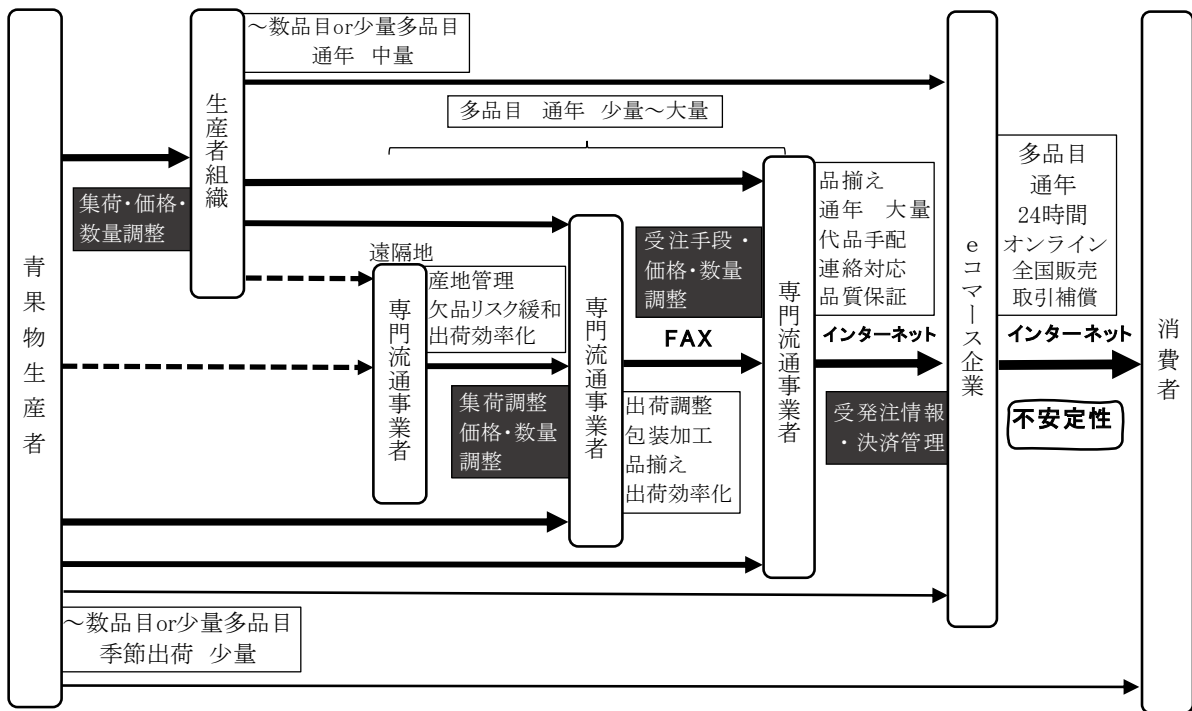 ～数品目or少量多品目
通年 中量
生産者組織
多品目 通年 少量～大量
集荷・価格・
数量調整
青果物生産者
遠隔地
専門流通事業者
産地管理
欠品リスク緩和
出荷効率化
集荷調整
価格・数量
調整
専門流通事業者
受注手段・
価格・数量
調整
FAX
出荷調整
包装加工
品揃え
出荷効率化
専門流通事業者
品揃え
通年 大量
代品手配
連絡対応
品質保証
インターネット
受発注情報
・決済管理
eコマース企業
多品目
通年
24時間
オンライン
全国販売
取引補償
インターネット
不安定性
消費者
～数品目or少量多品目
季節出荷 少量